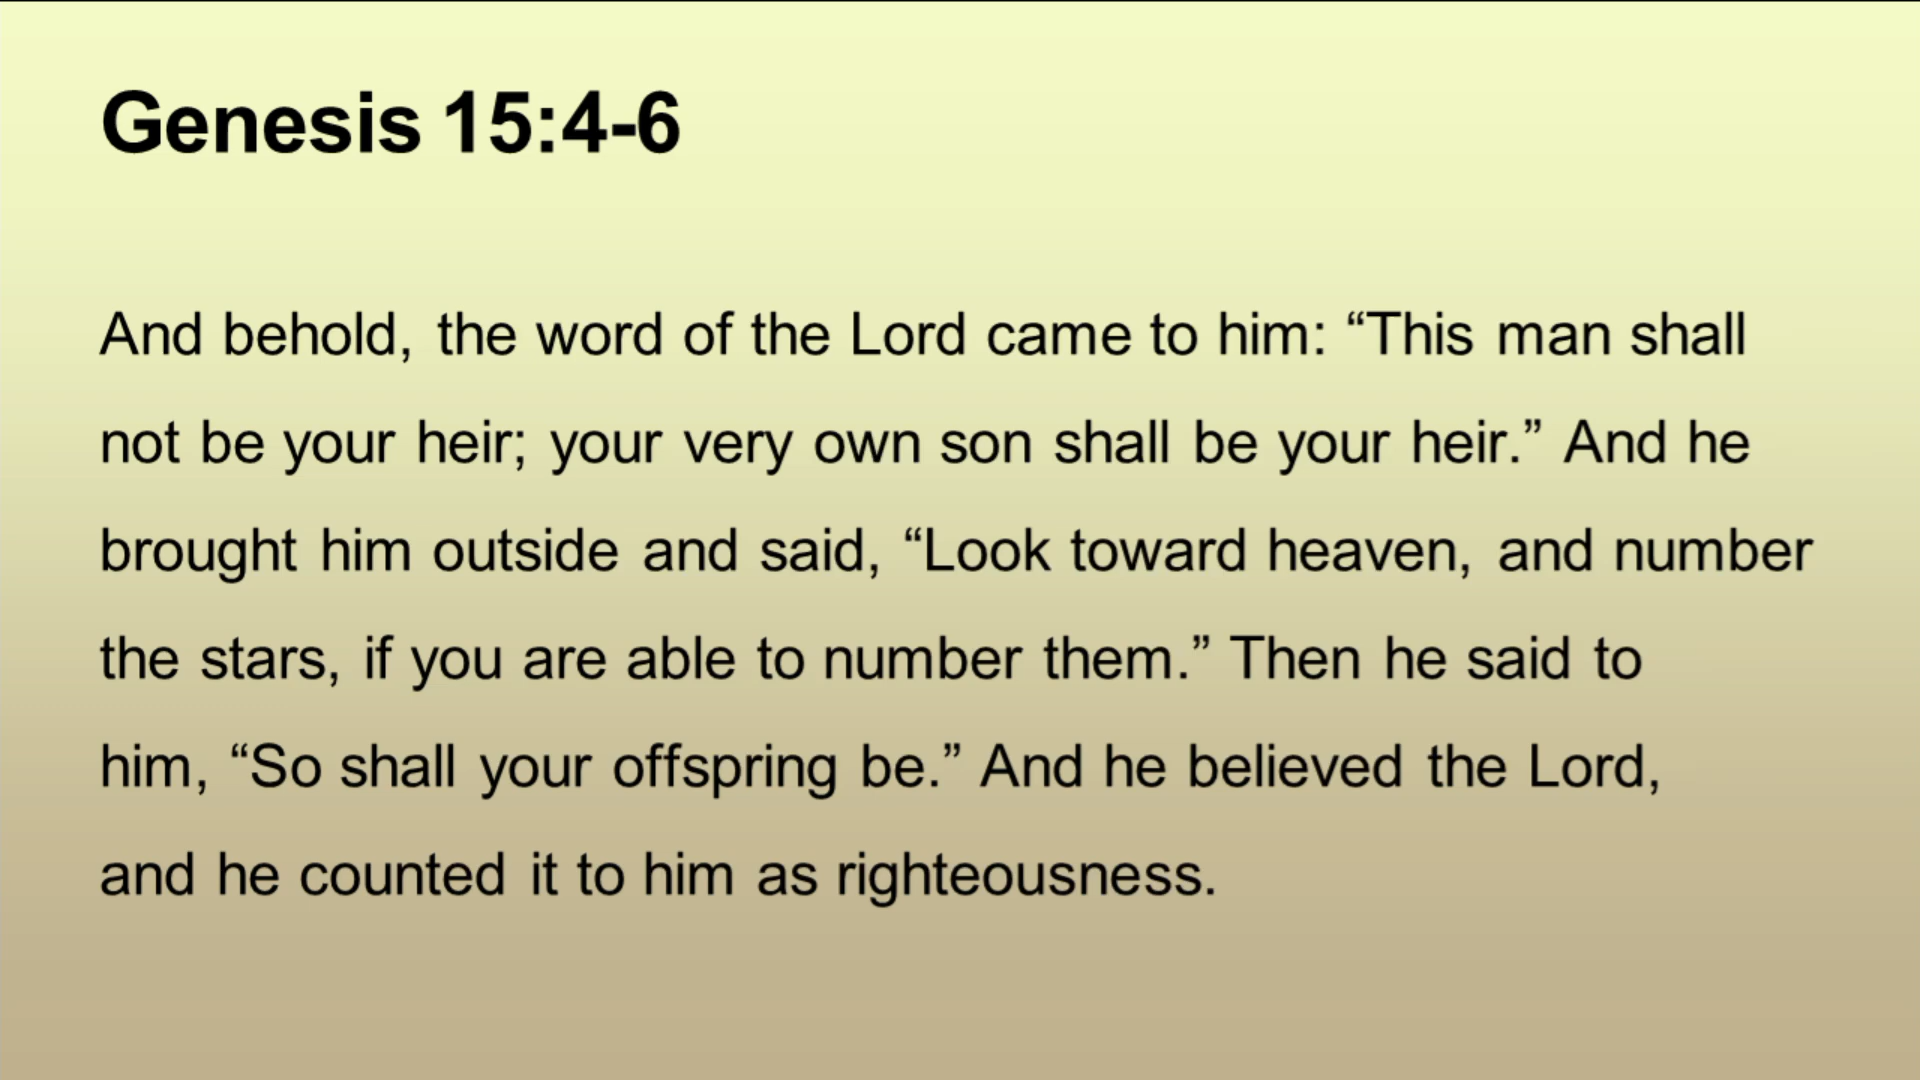 Genesis 15:4-6
And behold, the word of the Lord came to him: “This man shall
not be your heir; your very own son shall be your heir.” And he
brought him outside and said, “Look toward heaven, and number
the stars, if you are able to number them.” Then he said to
him, “So shall your offspring be.” And he believed the Lord,
and he counted it to him as righteousness.